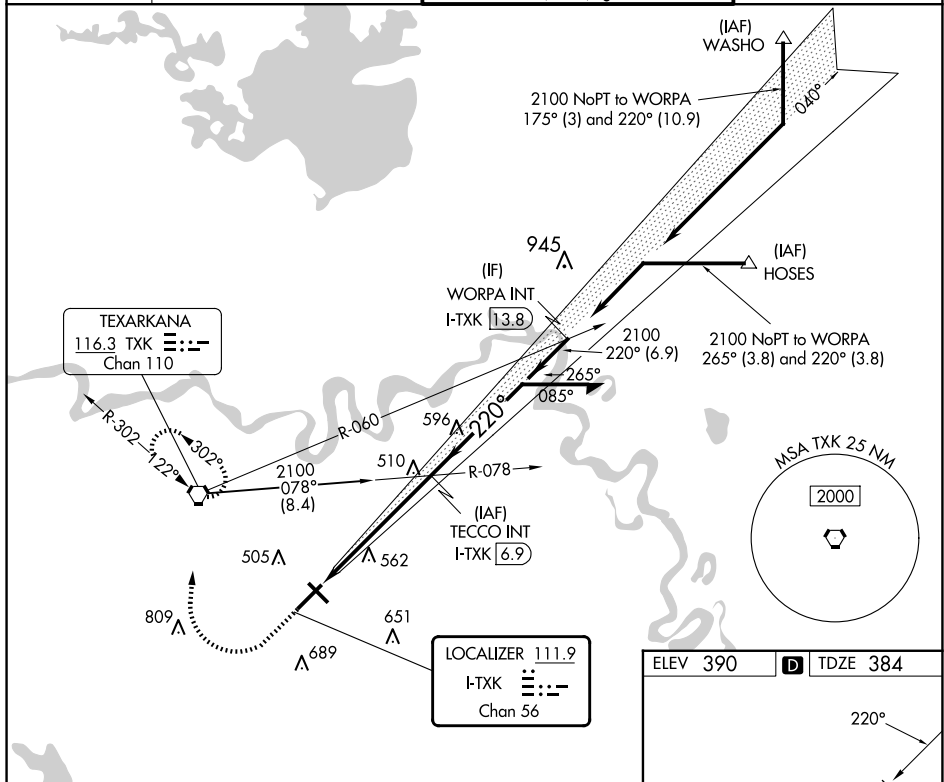 (IAF)
WASHO
2100 NoPT to WORPA
175° (3) and 220° (10.9)
040°
945
(IAF)
HOSES
(IF)
WORPA INT
I-TXK 13.8
TEXARKANA
116.3 TXK
Chan 110
2100
220° (6.9)
2100 NoPT to WORPA
265° (3.8) and 220° (3.8)
265°
085°
220°
596
R-060
R-302
302°
122°
2100
078°
(8.4)
510
R-078
MSA TXK 25 NM
2000
(IAF)
TECCO INT
I-TXK 6.9
505
562
809
651
689
LOCALIZER 111.9
I-TXK
Chan 56
ELEV 390 D TDZE 384
220°